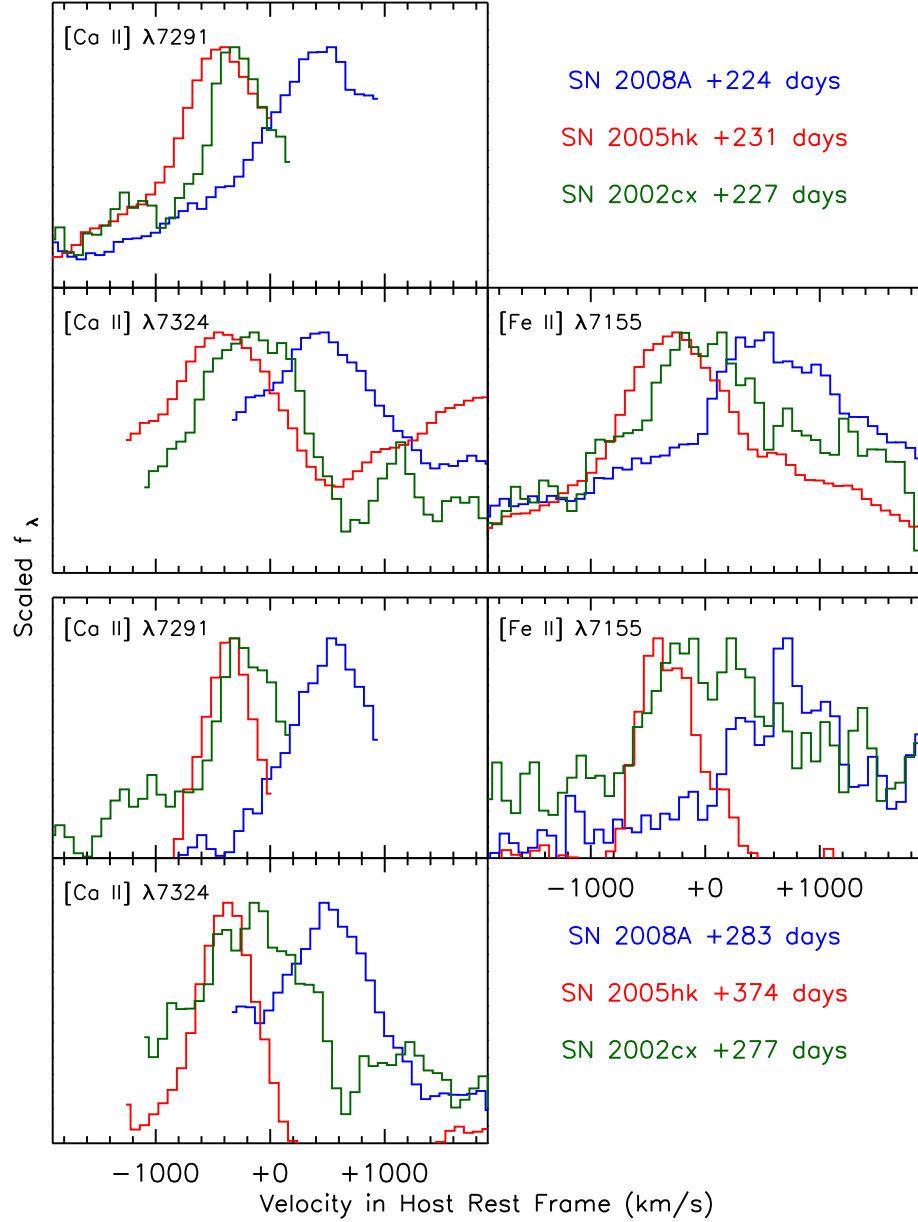 [Ca II] λ7291
SN 2008A +224 days
SN 2005hk +231 days
SN 2002cx +227 days
[Ca II] λ7324
[Fe II] λ7155
Scaled fλ
[Ca II] λ7291
[Fe II] λ7155
−1000 +0 +1000
[Ca II] λ7324
SN 2008A +283 days
SN 2005hk +374 days
SN 2002cx +277 days
−1000 +0 +1000
Velocity in Host Rest Frame (km/s)